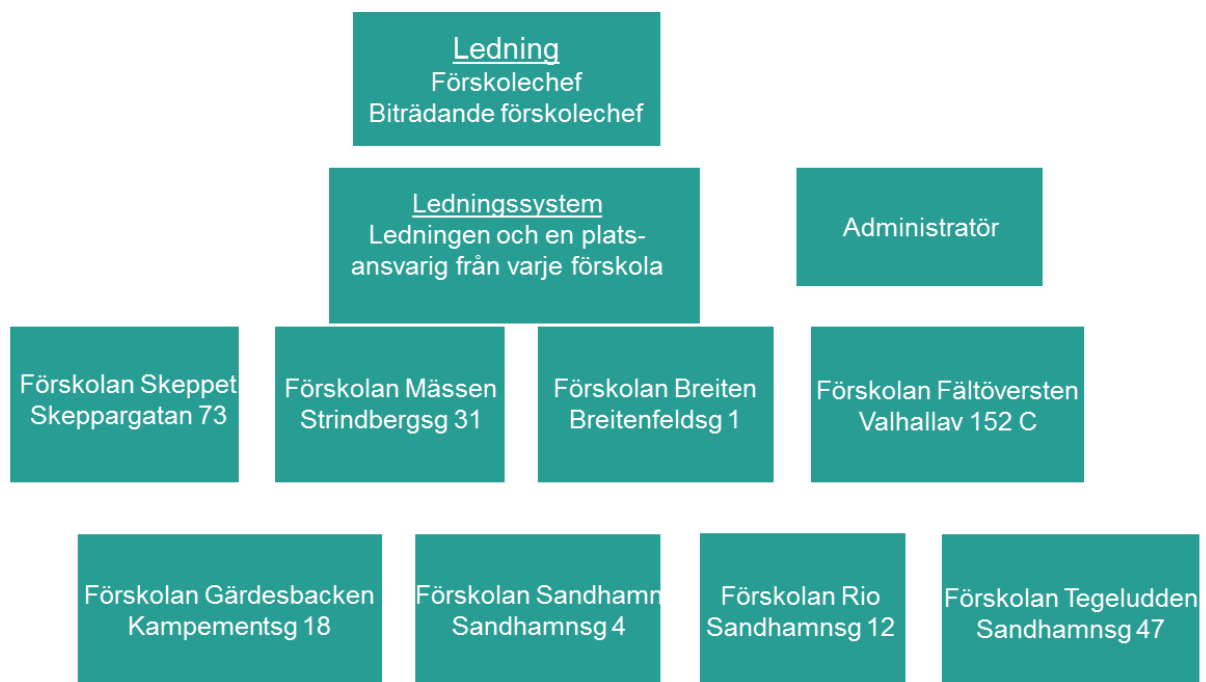 Ledning
Förskolechef
Biträdande förskolechef
Ledningssystem
Ledningen och en plats-
ansvarig från varje förskola
Administratör
Förskolan Skeppet
Skeppargatan 73
Förskolan Mässen
Strindbergsg 31
Förskolan Breiten
Breitenfeldsg 1
Förskolan Fältöversten
Valhallav 152 C
Förskolan Gärdesbacken
Kampementsg 18
Förskolan Sandhamn
Sandhamnsg 4
Förskolan Rio
Sandhamnsg 12
Förskolan Tegeludden
Sandhamnsg 47